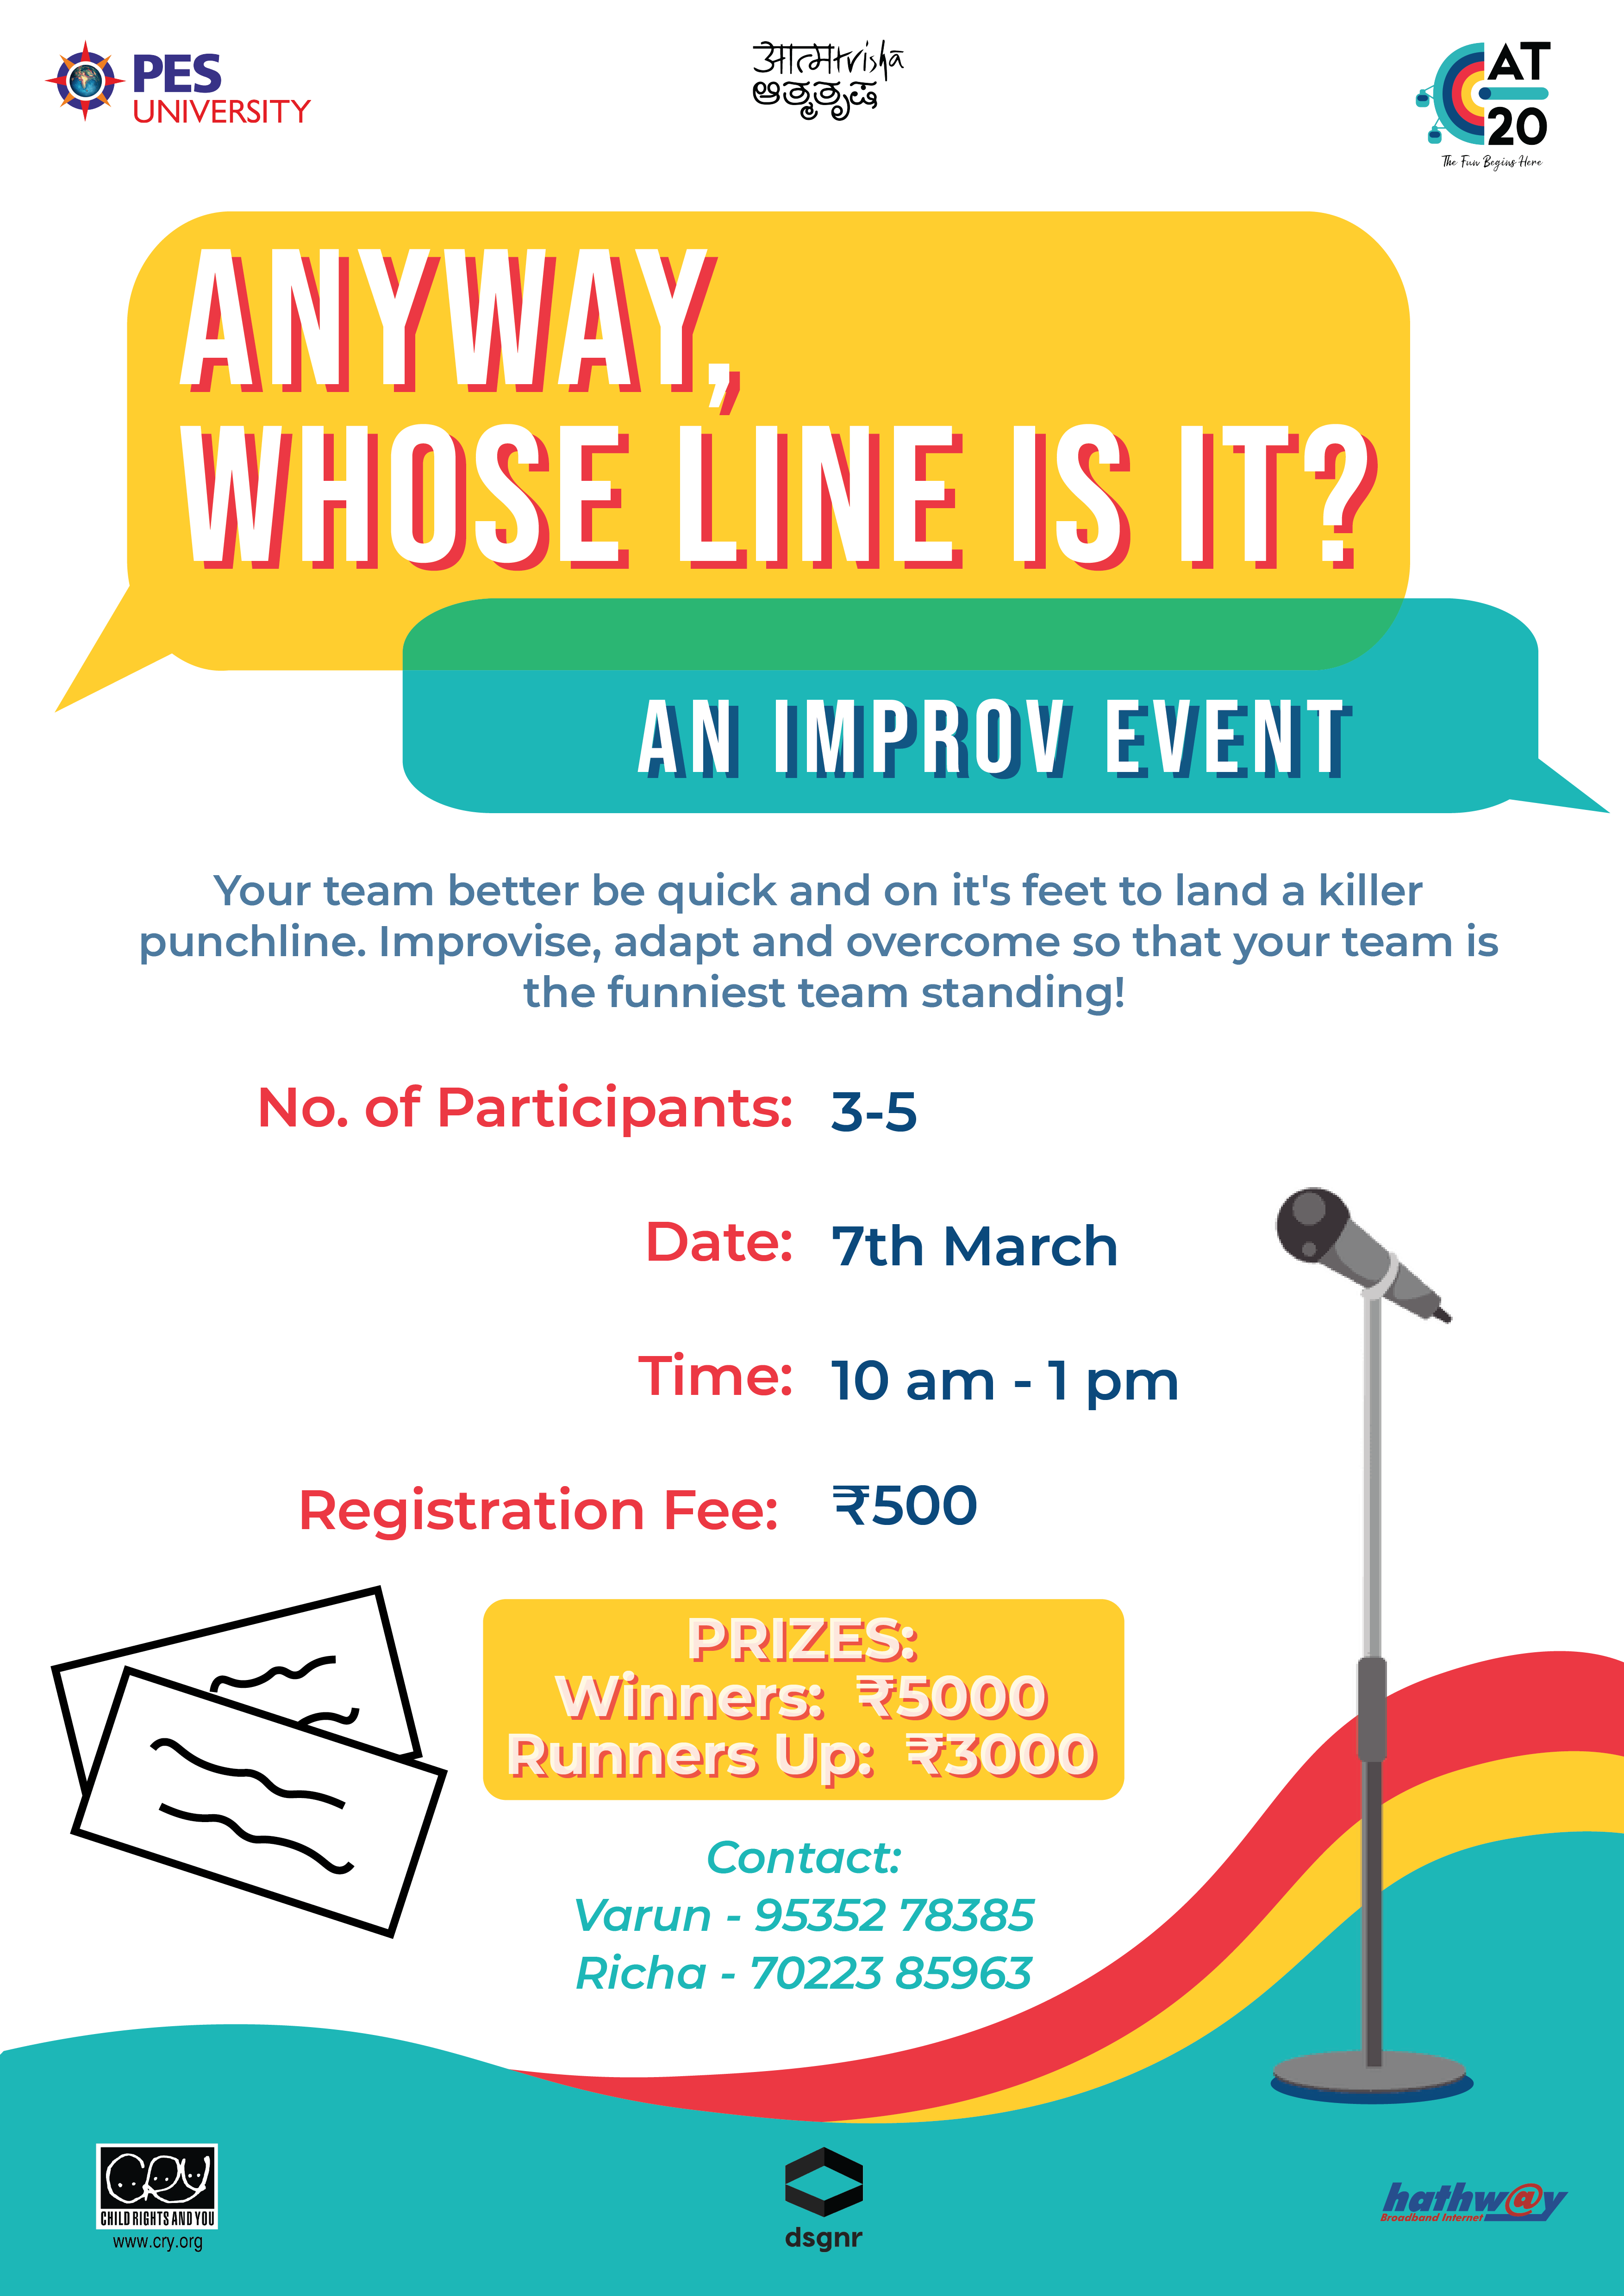 PES
UNIVERSITY
आत्मatrisha
ಆತ್ಮತೃಷ
AT
20
The Fun Begins Here
ANYWAY,
WHOSE LINE IS IT?
AN IMPROV EVENT
Your team better be quick and on it's feet to land a killer
punchline. Improvise, adapt and overcome so that your team is
the funniest team standing!
No. of Participants: 3-5
Date: 7th March
Time: 10 am - 1 pm
Registration Fee: ₹500
PRIZES:
Winners: ₹5000
Runners Up: ₹3000
Contact:
Varun - 95352 78385
Richa - 70223 85963
CRY
CHILD RIGHTS AND YOU
www.cry.org
dsgnr
hathw@y
Broadband Internet